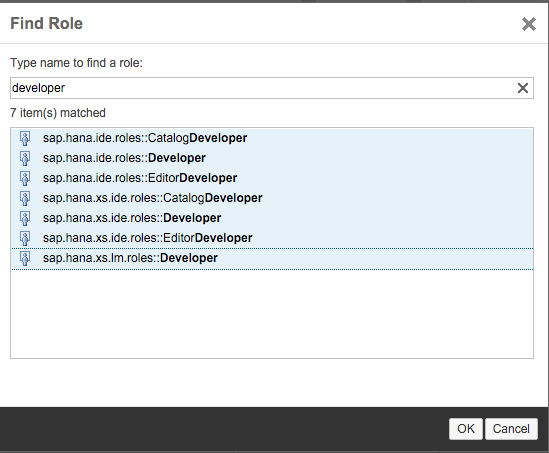 Find Role
Type name to find a role:
developer
7 item(s) matched
sap.hana.ide.roles::CatalogDeveloper
sap.hana.ide.roles::Developer
sap.hana.ide.roles::EditorDeveloper
sap.hana.xs.ide.roles::CatalogDeveloper
sap.hana.xs.ide.roles::Developer
sap.hana.xs.ide.roles::EditorDeveloper
sap.hana.xs.lm.roles::Developer
OK Cancel